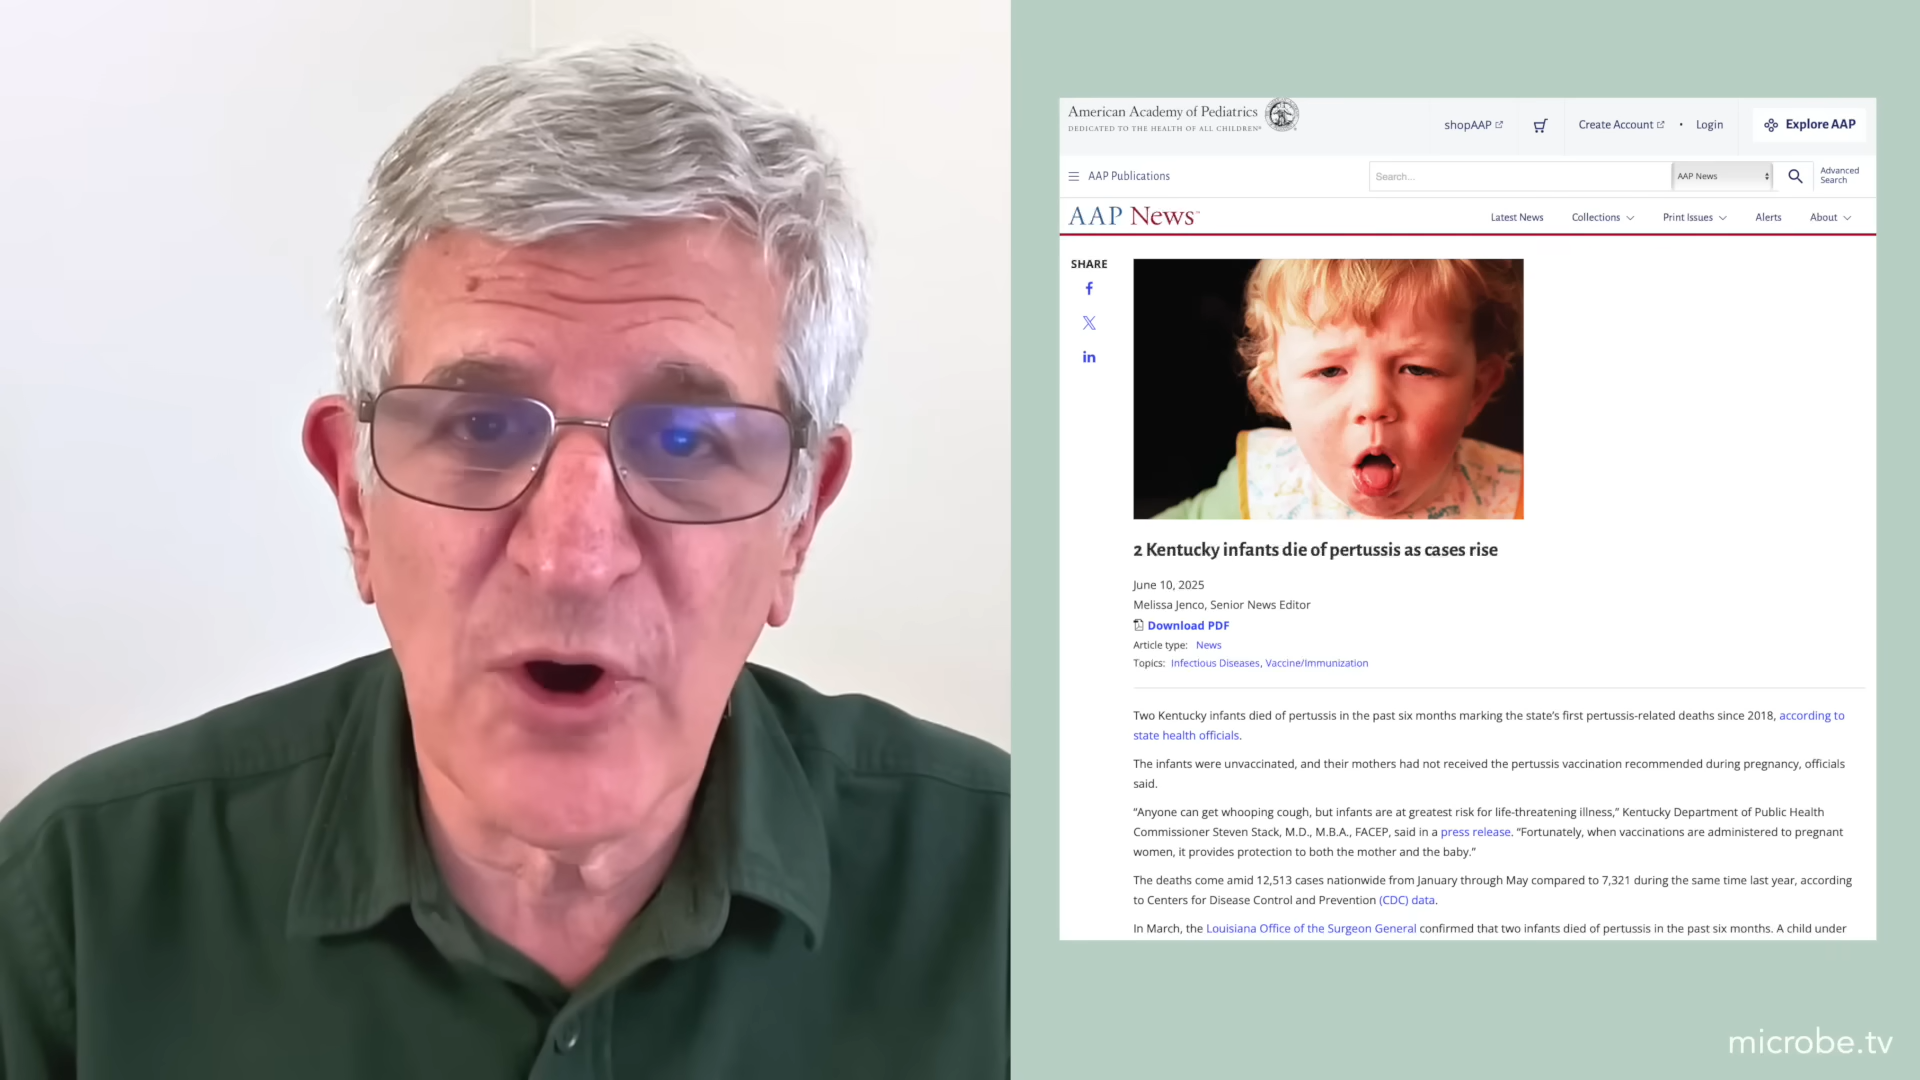 American Academy of Pediatrics
DEDICATED TO THE HEALTH OF ALL CHILDREN®
shopAAP
Create Account
•
Login
Explore AAP
AAP Publications
Search...
AAP News
Advanced
Search
AAP News™
Latest News
Collections
Print Issues
Alerts
About
SHARE
2 Kentucky infants die of pertussis as cases rise
June 10, 2025
Melissa Jenco, Senior News Editor
Download PDF
Article type: News
Topics: Infectious Diseases, Vaccine/Immunization
Two Kentucky infants died of pertussis in the past six months marking the state’s first pertussis-related deaths since 2018, according to
state health officials.
The infants were unvaccinated, and their mothers had not received the pertussis vaccination recommended during pregnancy, officials
said.
“Anyone can get whooping cough, but infants are at greatest risk for life-threatening illness,” Kentucky Department of Public Health
Commissioner Steven Stack, M.D., M.B.A., FACEP, said in a press release. “Fortunately, when vaccinations are administered to pregnant
women, it provides protection to both the mother and the baby.”
The deaths come amid 12,513 cases nationwide from January through May compared to 7,321 during the same time last year, according
to Centers for Disease Control and Prevention (CDC) data.
In March, the Louisiana Office of the Surgeon General confirmed that two infants died of pertussis in the past six months. A child under
microbe.tv